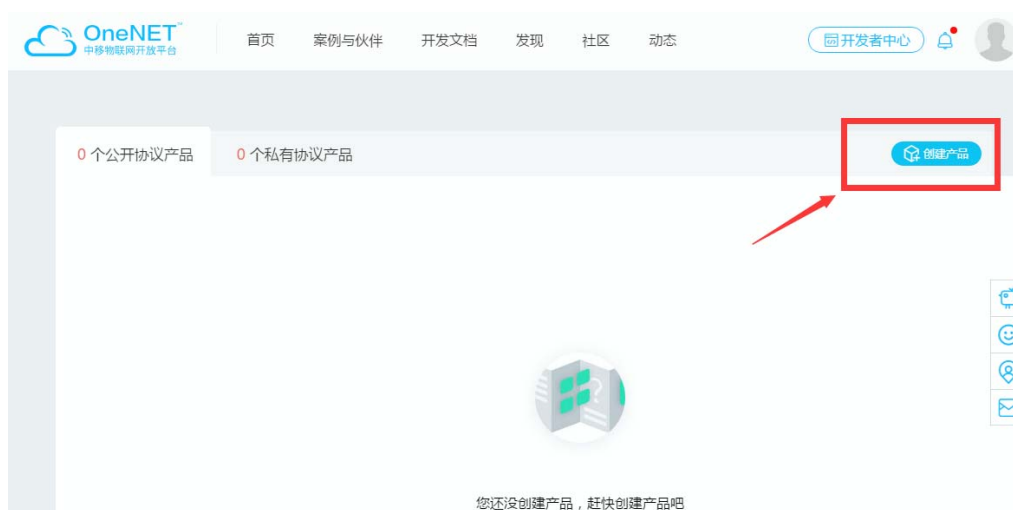 OneNET
中移物联网开放平台
首页 案例与伙伴 开发文档 发现 社区 动态 开发者中心
0 个公开协议产品 0 个私有协议产品 创建产品
您还没创建产品，赶快创建产品吧